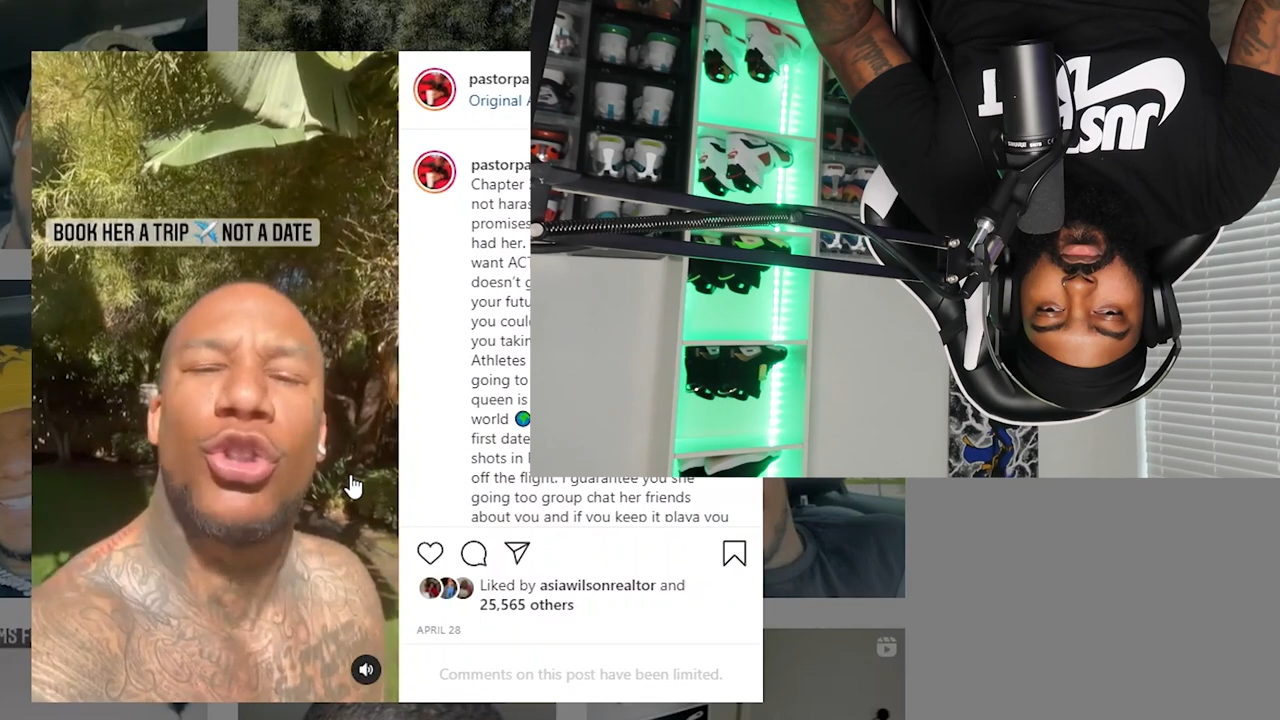 BOOK HER A TRIP ✈️ NOT A DATE
pastorpa
Original
pastorpa
Chapter
not haras
promises
had her.
want ACT
doesn't g
your futu
you coul
you takin
Athletes
going to
queen is
world 🌍
first date
shots in
off the flight. I guarantee you she
going too group chat her friends
about you and if you keep it playa you
Liked by asiawilsonrealtor and
25,565 others
APRIL 28
Comments on this post have been limited.
JUST
SHURE
MS F